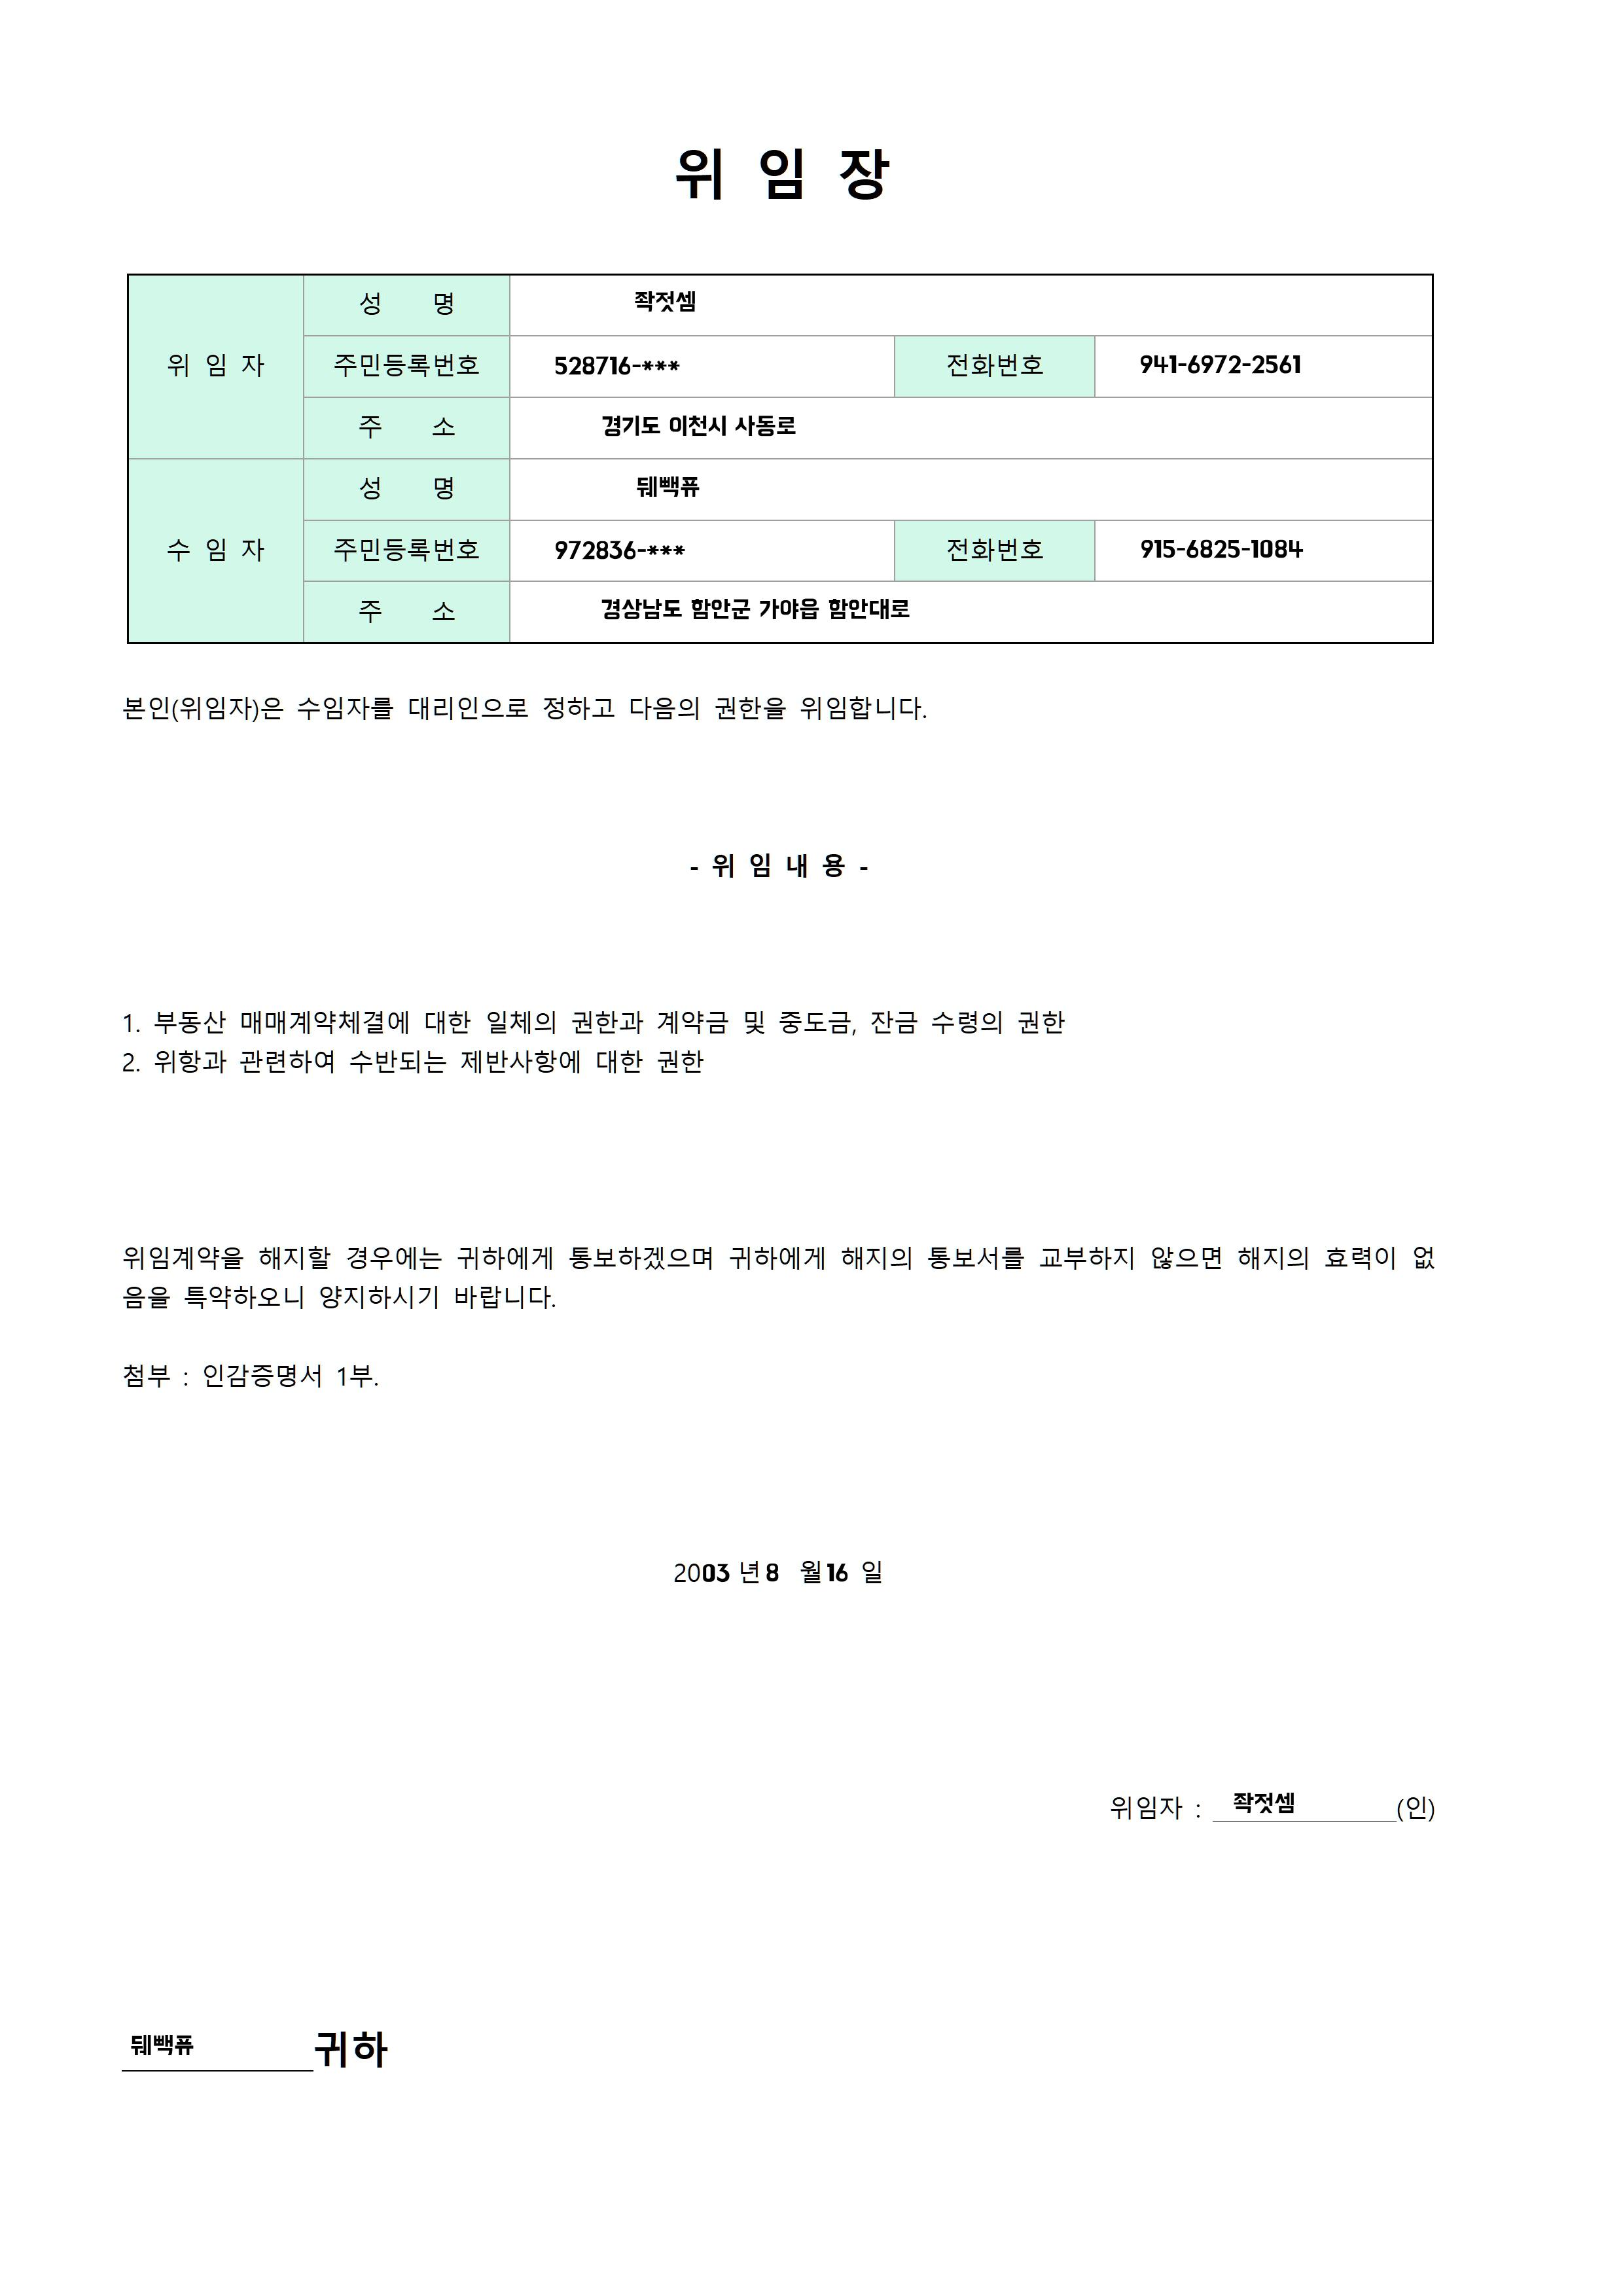 위 임 장
위 임 자
성 명 좍젓셈
주민등록번호 528716-*** 전화번호 941-6972-2561
주 소 경기도 이천시 사동로
수 임 자
성 명 뒈빽퓨
주민등록번호 972836-*** 전화번호 915-6825-1084
주 소 경상남도 함안군 가야읍 함안대로
본인(위임자)은 수임자를 대리인으로 정하고 다음의 권한을 위임합니다.
- 위 임 내 용 -
1. 부동산 매매계약체결에 대한 일체의 권한과 계약금 및 중도금, 잔금 수령의 권한
2. 위항과 관련하여 수반되는 제반사항에 대한 권한
위임계약을 해지할 경우에는 귀하에게 통보하겠으며 귀하에게 해지의 통보서를 교부하지 않으면 해지의 효력이 없
음을 특약하오니 양지하시기 바랍니다.
첨부 : 인감증명서 1부.
2003 년 8 월 16 일
위임자 : 좍젓셈 (인)
뒈빽퓨 귀하